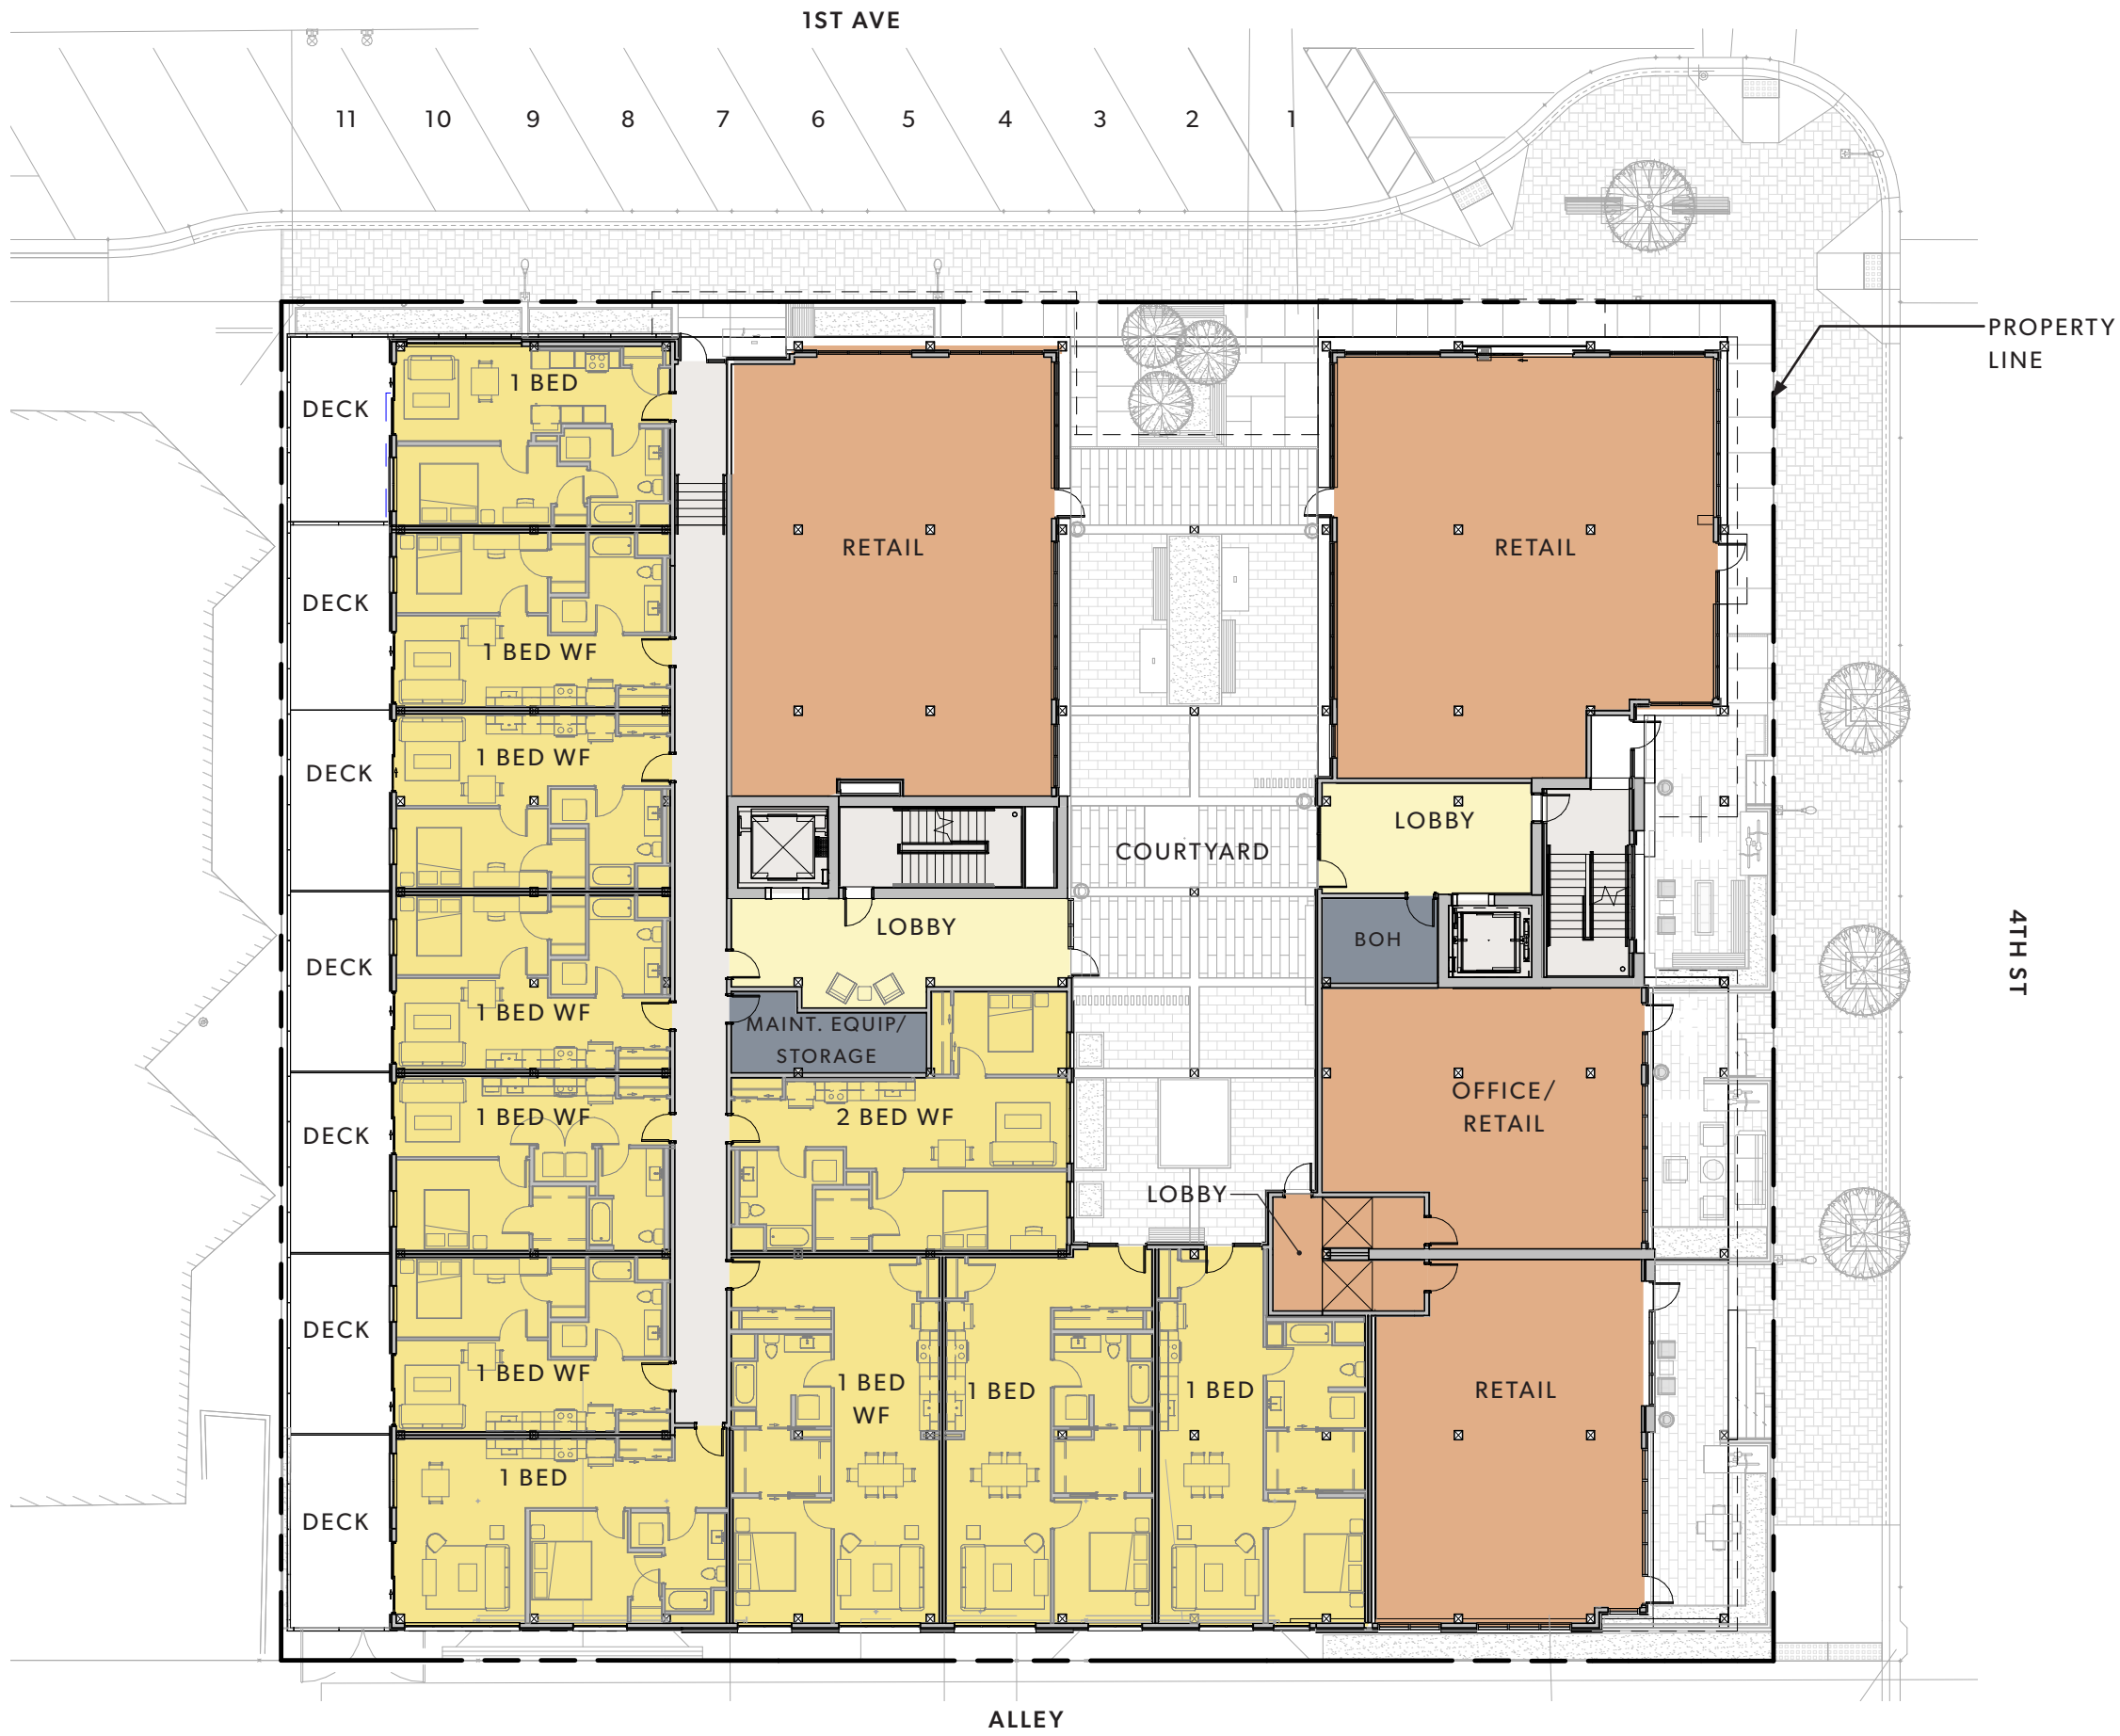 1ST AVE
11 10 9 8 7 6 5 4 3 2 1
PROPERTY
LINE
DECK
1 BED
RETAIL
RETAIL
DECK
1 BED WF
DECK
1 BED WF
LOBBY
COURTYARD
DECK
LOBBY
BOH
4TH ST
1 BED WF
MAINT. EQUIP/
STORAGE
DECK
1 BED WF
2 BED WF
OFFICE/
RETAIL
LOBBY
DECK
1 BED WF
1 BED
WF
1 BED
1 BED
RETAIL
DECK
1 BED
ALLEY